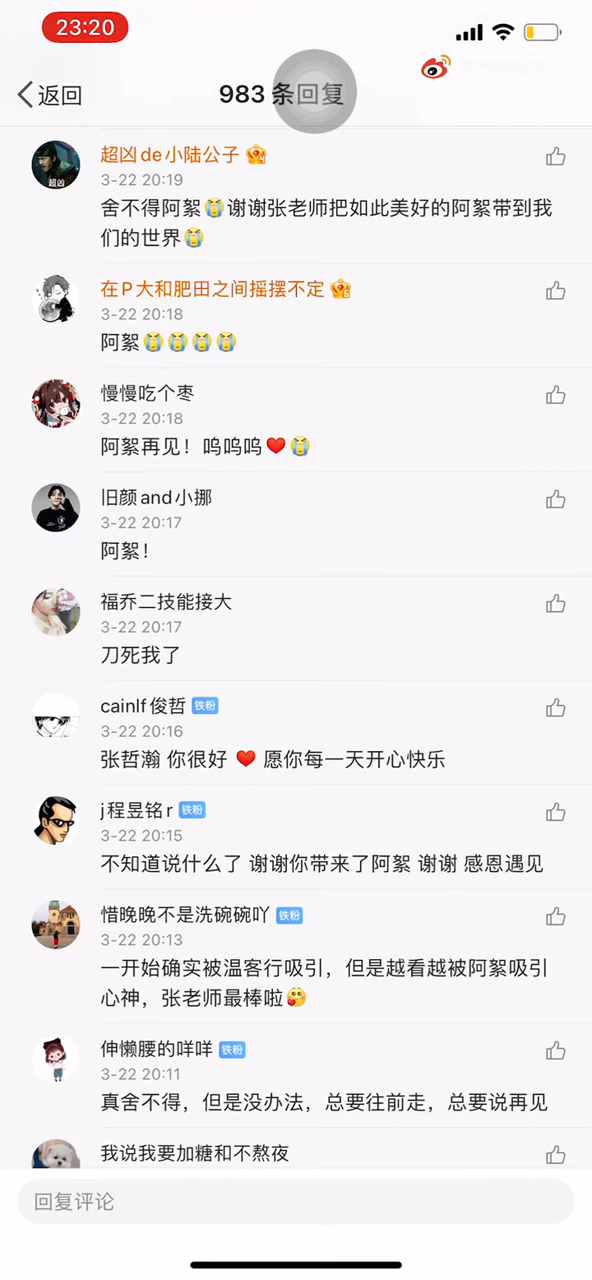 23:20
返回
983 条回复
超凶de小陆公子
超凶
3-22 20:19
舍不得阿絮😭谢谢张老师把如此美好的阿絮带到我
们的世界😭
在P大和肥田之间摇摆不定
3-22 20:18
阿絮😭😭😭😭
慢慢吃个枣
3-22 20:18
阿絮再见！呜呜呜❤️😭
旧颜and小挪
3-22 20:17
阿絮！
福乔二技能接大
3-22 20:17
刀死我了
cainlf俊哲 铁粉
3-22 20:16
张哲瀚 你很好 ❤️ 愿你每一天开心快乐
j程昱铭r 铁粉
3-22 20:15
不知道说什么了 谢谢你带来了阿絮 谢谢 感恩遇见
惜晚晚不是洗碗碗吖 铁粉
3-22 20:13
一开始确实被温客行吸引，但是越看越被阿絮吸引
心神，张老师最棒啦🥰
伸懒腰的咩咩 铁粉
3-22 20:11
真舍不得，但是没办法，总要往前走，总要说再见
我说我要加糖和不熬夜
回复评论